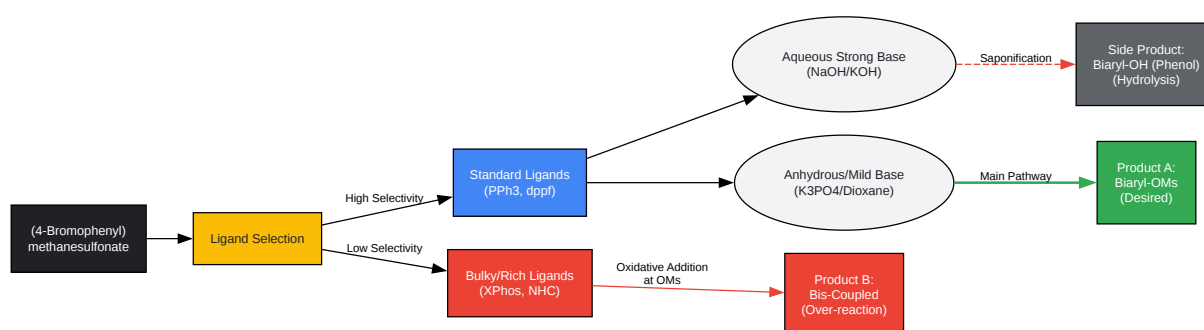 (4-Bromophenyl)
methanesulfonate
Ligand Selection
High Selectivity
Low Selectivity
Standard Ligands
(PPh3, dppf)
Bulky/Rich Ligands
(XPhos, NHC)
Oxidative Addition
at OMs
Aqueous Strong Base
(NaOH/KOH)
Anhydrous/Mild Base
(K3PO4/Dioxane)
Saponification
Main Pathway
Side Product:
Biaryl-OH (Phenol)
(Hydrolysis)
Product A:
Biaryl-OMs
(Desired)
Product B:
Bis-Coupled
(Over-reaction)